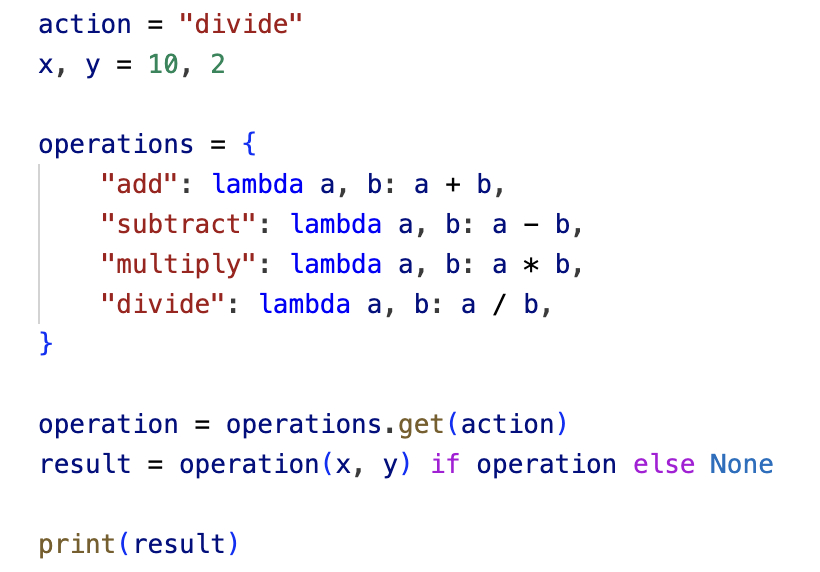 action = "divide"
x, y = 10, 2
operations = {
    "add": lambda a, b: a + b,
    "subtract": lambda a, b: a - b,
    "multiply": lambda a, b: a * b,
    "divide": lambda a, b: a / b,
}
operation = operations.get(action)
result = operation(x, y) if operation else None
print(result)